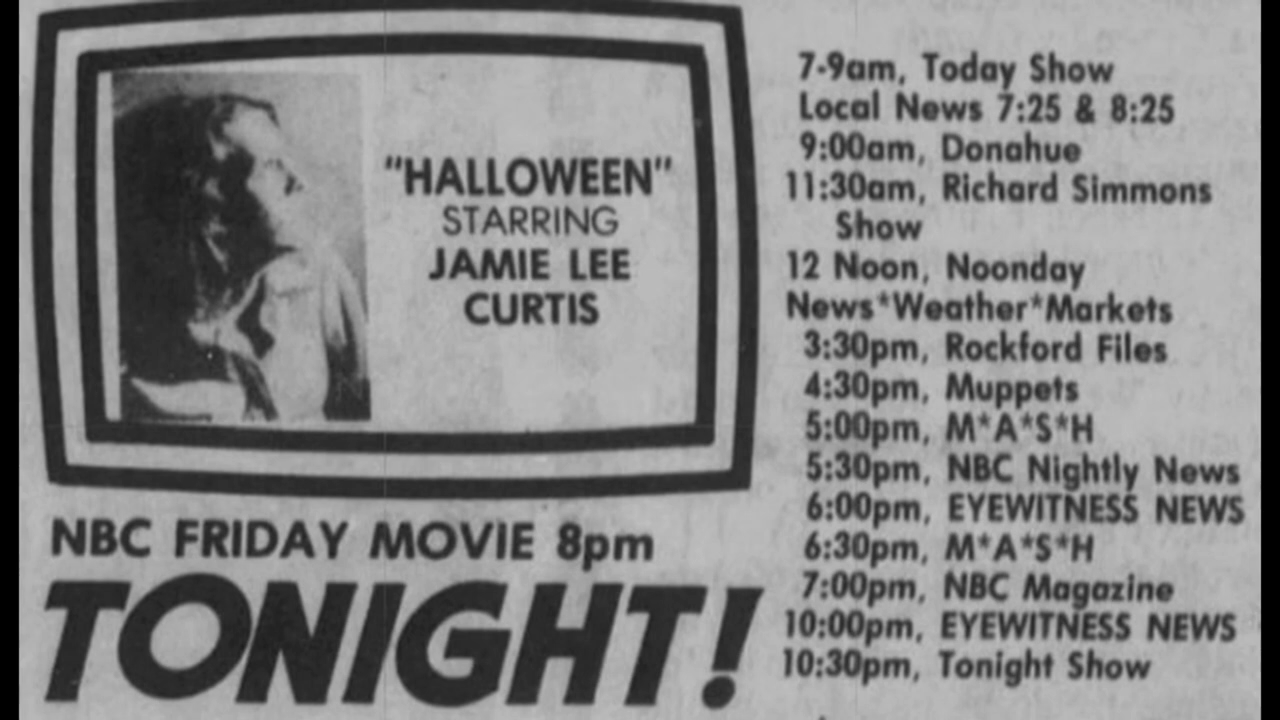 "HALLOWEEN"
STARRING
JAMIE LEE
CURTIS
NBC FRIDAY MOVIE 8pm
TONIGHT!
7-9am, Today Show
Local News 7:25 & 8:25
9:00am, Donahue
11:30am, Richard Simmons
Show
12 Noon, Noonday
News*Weather*Markets
3:30pm, Rockford Files
4:30pm, Muppets
5:00pm, M*A*S*H
5:30pm, NBC Nightly News
6:00pm, EYEWITNESS NEWS
6:30pm, M*A*S*H
7:00pm, NBC Magazine
10:00pm, EYEWITNESS NEWS
10:30pm, Tonight Show